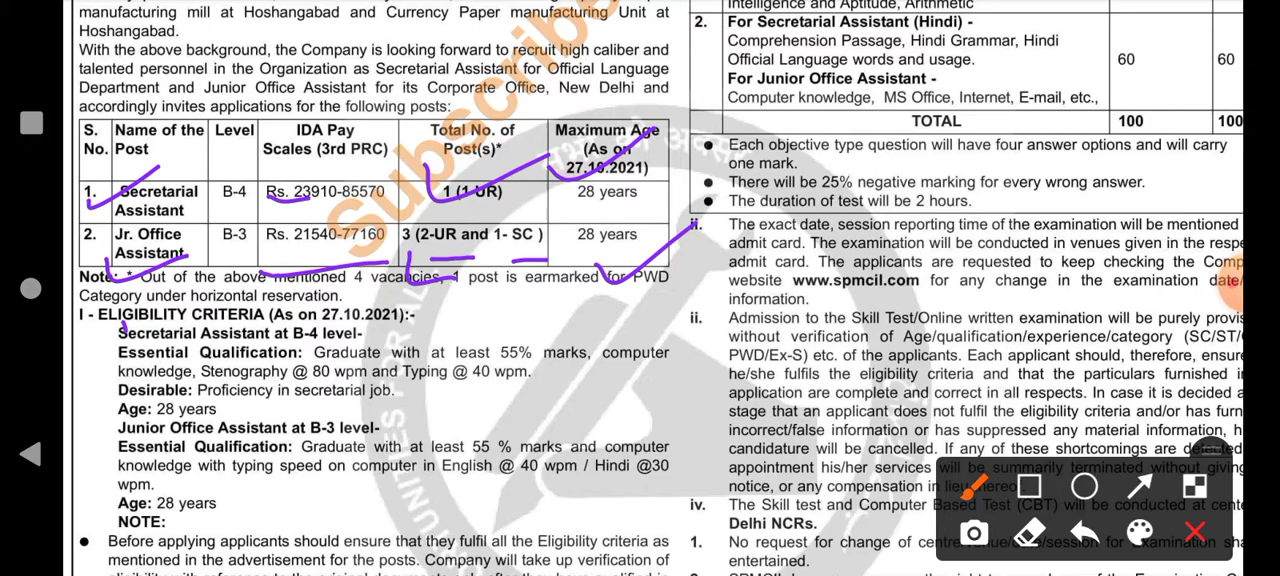 manufacturing mill at Hoshangabad and Currency Paper manufacturing Unit at
Hoshangabad.
With the above background, the Company is looking forward to recruit high caliber and
talented personnel in the Organization as Secretarial Assistant for Official Language
Department and Junior Office Assistant for its Corporate Office, New Delhi and
accordingly invites applications for the following posts:
S. No. Name of the Post Level IDA Pay Scales (3rd PRC) Total No. of Post(s)* Maximum Age (As on 27.10.2021)
1. Secretarial Assistant B-4 Rs. 23910-85570 1 (1-UR) 28 years
2. Jr. Office Assistant B-3 Rs. 21540-77160 3 (2-UR and 1- SC ) 28 years
Note: * Out of the above mentioned 4 vacancies, 1 post is earmarked for PWD
Category under horizontal reservation.
I - ELIGIBILITY CRITERIA (As on 27.10.2021):-
Secretarial Assistant at B-4 level-
Essential Qualification: Graduate with at least 55% marks, computer
knowledge, Stenography @ 80 wpm and Typing @ 40 wpm.
Desirable: Proficiency in secretarial job.
Age: 28 years
Junior Office Assistant at B-3 level-
Essential Qualification: Graduate with at least 55 % marks and computer
knowledge with typing speed on computer in English @ 40 wpm / Hindi @30
wpm.
Age: 28 years
NOTE:
● Before applying applicants should ensure that they fulfil all the Eligibility criteria as
mentioned in the advertisement for the posts. Company will take up verification of
Intelligence and Aptitude, Arithmetic
2. For Secretarial Assistant (Hindi) -
Comprehension Passage, Hindi Grammar, Hindi
Official Language words and usage. 60 60
For Junior Office Assistant -
Computer knowledge, MS Office, Internet, E-mail, etc.,
TOTAL 100 100
● Each objective type question will have four answer options and will carry
one mark.
● There will be 25% negative marking for every wrong answer.
● The duration of test will be 2 hours.
ii. The exact date, session reporting time of the examination will be mentioned
admit card. The examination will be conducted in venues given in the respe
admit card. The applicants are requested to keep checking the Comp
website www.spmcil.com for any change in the examination date/
information.
ii. Admission to the Skill Test/Online written examination will be purely provis
without verification of Age/qualification/experience/category (SC/ST/
PWD/Ex-S) etc. of the applicants. Each applicant should, therefore, ensure
he/she fulfils the eligibility criteria and that the particulars furnished i
application are complete and correct in all respects. In case it is decided a
stage that an applicant does not fulfil the eligibility criteria and/or has furn
incorrect/false information or has suppressed any material information, h
candidature will be cancelled. If any of these shortcomings are detected
appointment his/her services will be summarily terminated without giving
notice, or any compensation in lieu thereof
iv. The Skill test and Computer Based Test (CBT) will be conducted at cente
Delhi NCRs.
1. No request for change of centre/venue/date/session for examination sha
entertained.
Subscribe